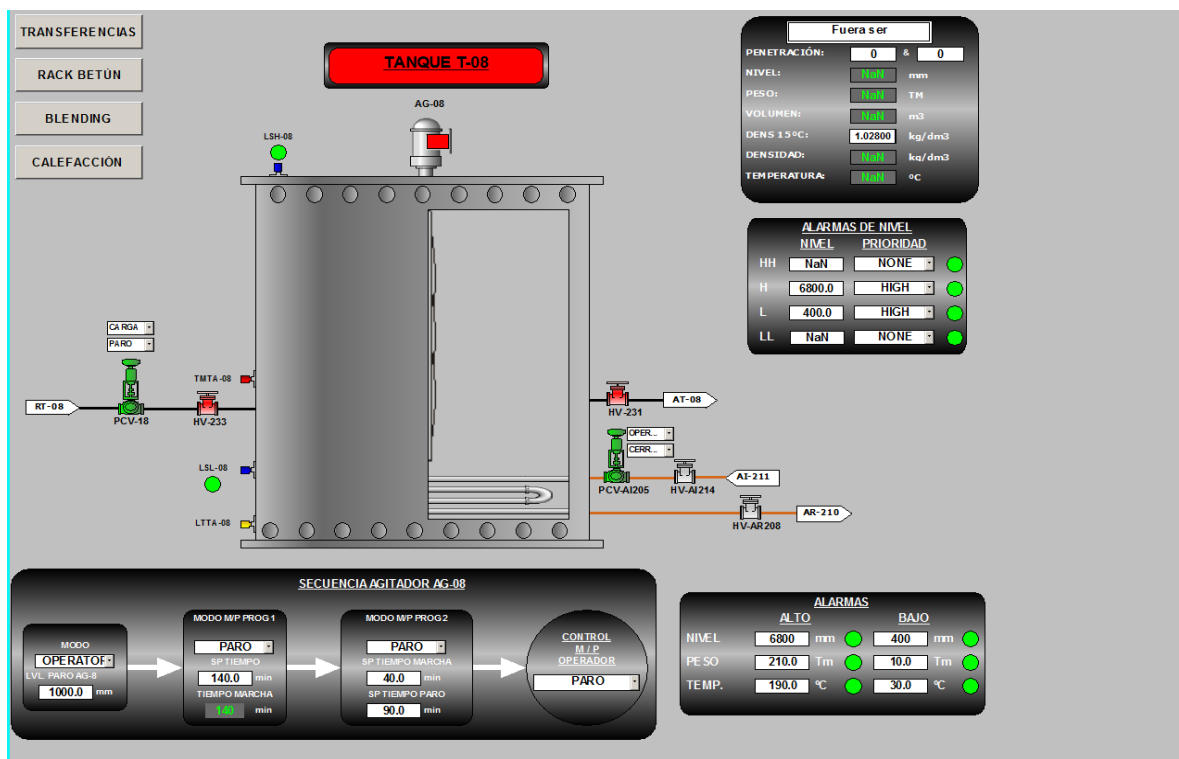 TRANSFERENCIAS
RACK BETÚN
BLENDING
CALEFACCIÓN
TANQUE T-08
AG-08
LSH-08
Fuera ser
PENETRACIÓN: 0 & 0
NIVEL: NaN mm
PESO: NaN TM
VOLUMEN: NaN m3
DENS 15ºC: 1.02800 kg/dm3
DENSIDAD: NaN kg/dm3
TEMPERATURA: NaN ºC
ALARMAS DE NIVEL
NIVEL PRIORIDAD
HH NaN NONE
H 6800.0 HIGH
L 400.0 HIGH
LL NaN NONE
CARGA
PARO
TMTA-08
RT-08
PCV-18
HV-233
HV-231
AT-08
OPER...
CERR...
LSL-08
PCV-AI205
HV-AI214
AI-211
LTTA-08
HV-AR208
AR-210
SECUENCIA AGITADOR AG-08
MODO
OPERATOR
LVL. PARO AG-8
1000.0 mm
MODO M/P PROG 1
PARO
SP TIEMPO
140.0 min
TIEMPO MARCHA
140 min
MODO M/P PROG 2
PARO
SP TIEMPO MARCHA
40.0 min
SP TIEMPO PARO
90.0 min
CONTROL
M / P
OPERADOR
PARO
ALARMAS
ALTO BAJO
NIVEL 6800 mm 400 mm
PESO 210.0 Tm 10.0 Tm
TEMP. 190.0 ºC 30.0 ºC